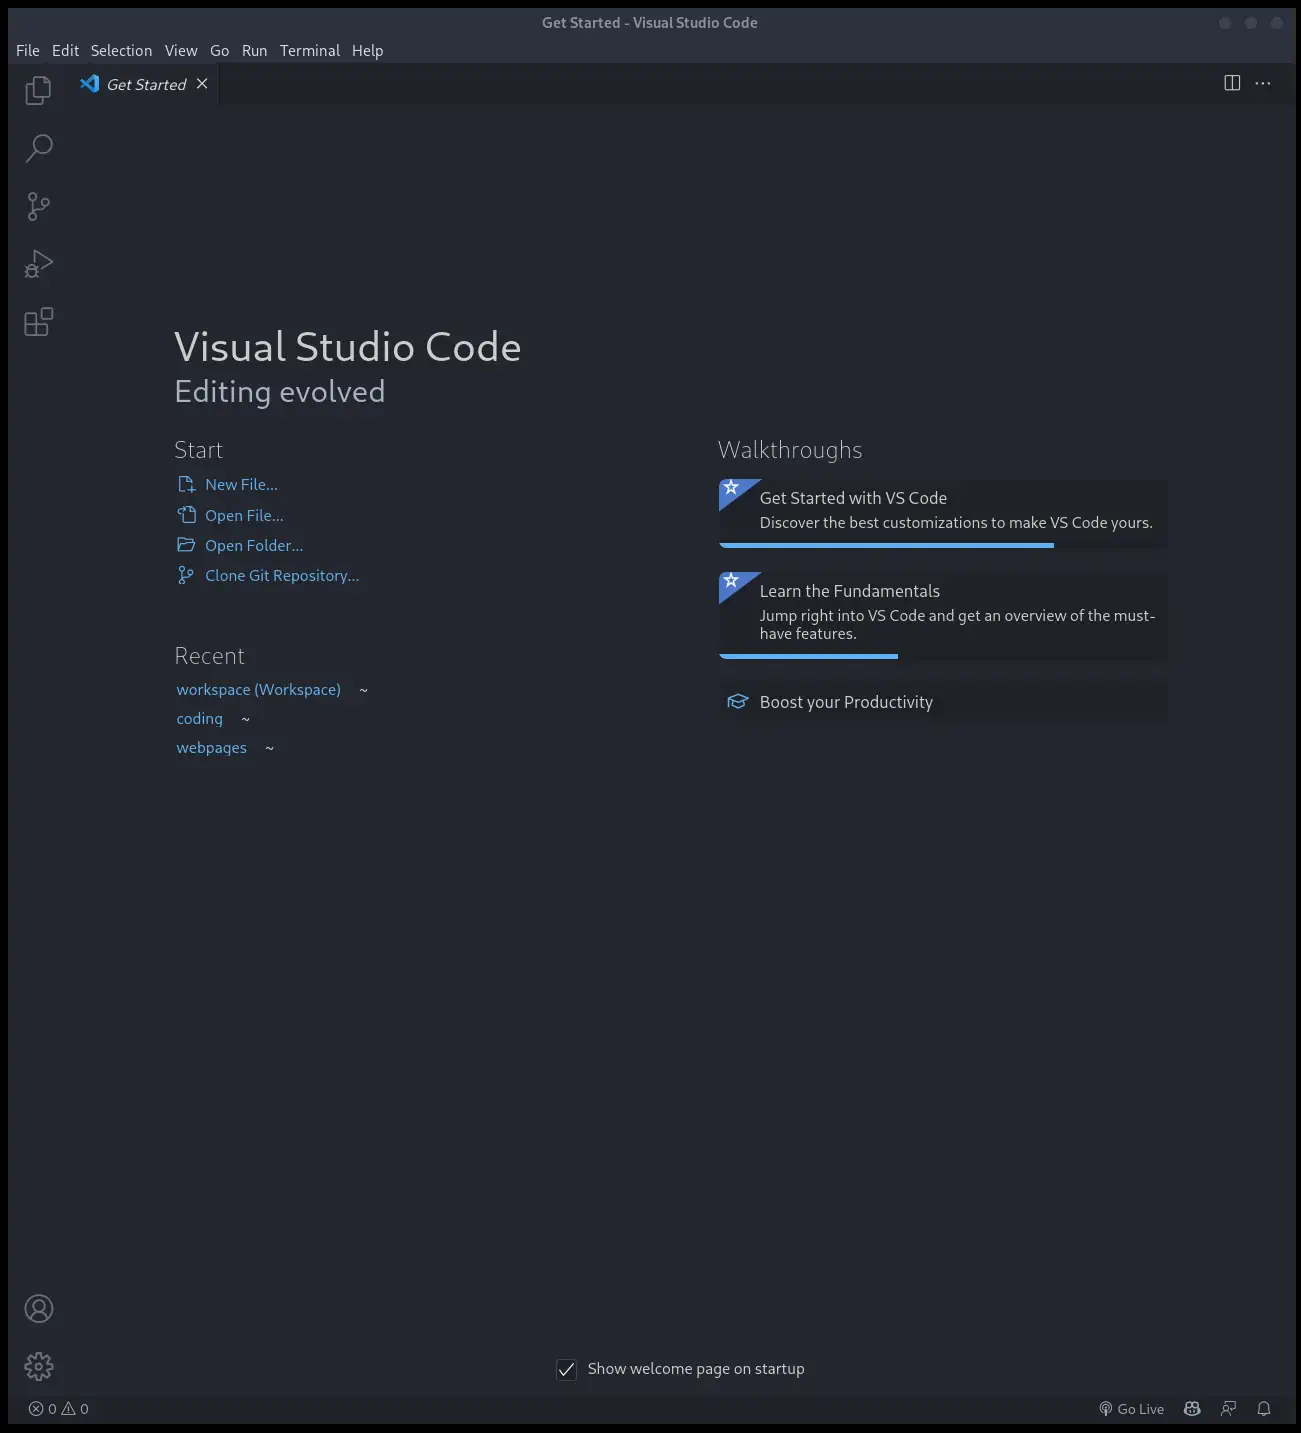 Get Started - Visual Studio Code
File Edit Selection View Go Run Terminal Help
Get Started
Visual Studio Code
Editing evolved
Start
New File...
Open File...
Open Folder...
Clone Git Repository...
Recent
workspace (Workspace) ~
coding ~
webpages ~
Walkthroughs
Get Started with VS Code
Discover the best customizations to make VS Code yours.
Learn the Fundamentals
Jump right into VS Code and get an overview of the must-
have features.
Boost your Productivity
Show welcome page on startup
0 0
Go Live